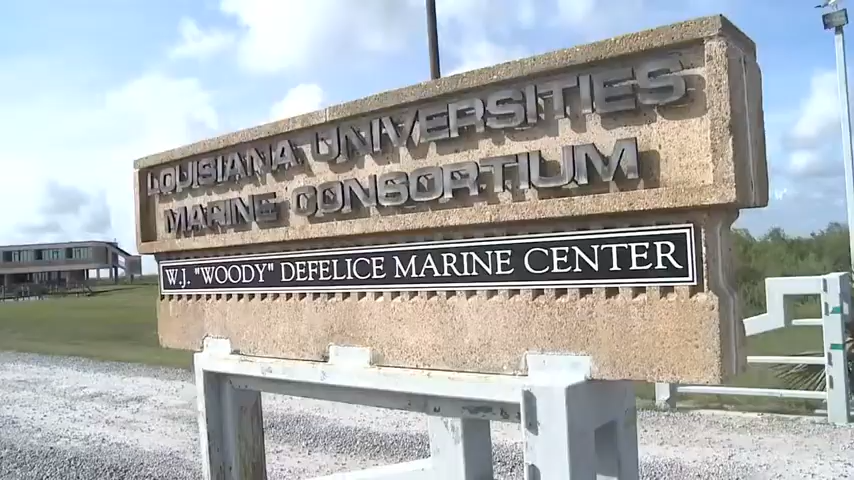 LOUISIANA UNIVERSITIES
MARINE CONSORTIUM
W.J. "WOODY" DEFELICE MARINE CENTER